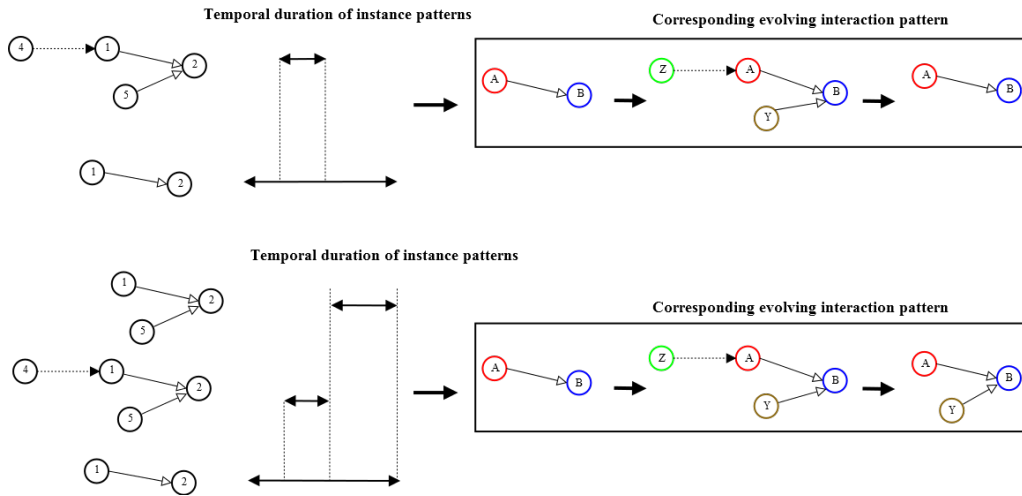 Temporal duration of instance patterns
Corresponding evolving interaction pattern
4 1 2 5
A B Z A B Y A B
1 2
Temporal duration of instance patterns
1 2 5
Corresponding evolving interaction pattern
4 1 2 5
A B Z A B Y A B Y
1 2